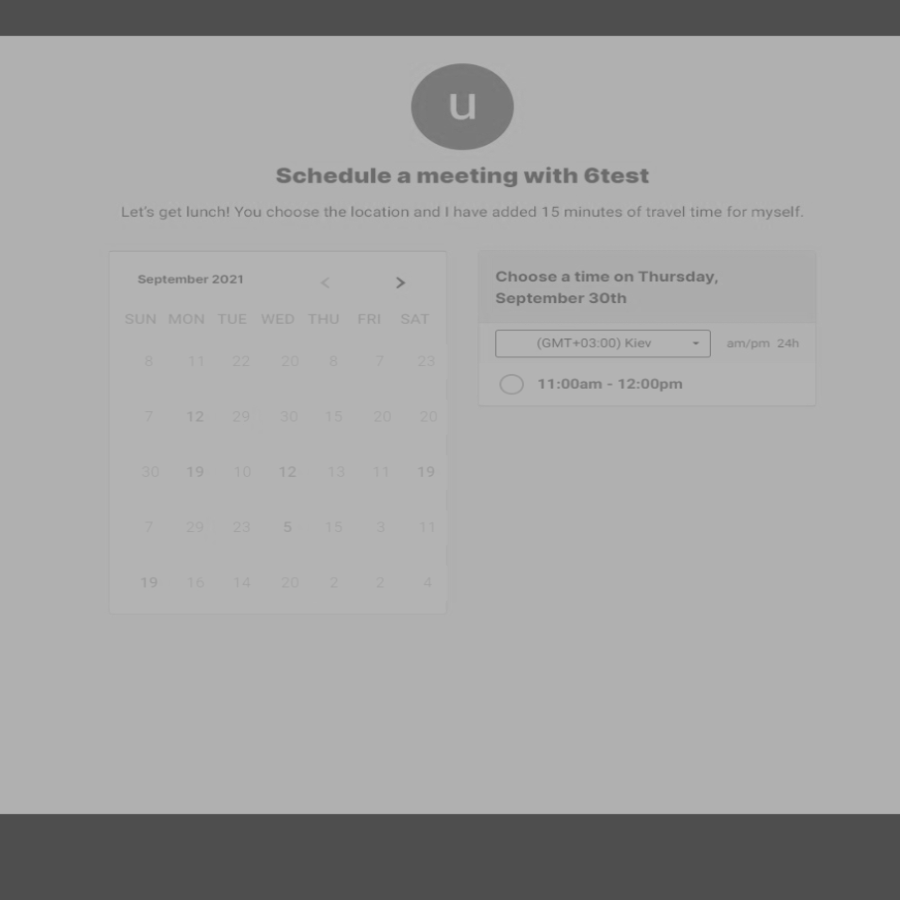 u
Schedule a meeting with 6test
Let's get lunch! You choose the location and I have added 15 minutes of travel time for myself.
September 2021 < >
SUN MON TUE WED THU FRI SAT
8 11 22 20 8 7 23
7 12 29 30 15 20 20
30 19 10 12 13 11 19
7 29 23 5 15 3 11
19 16 14 20 2 2 4
Choose a time on Thursday,
September 30th
(GMT+03:00) Kiev
am/pm 24h
11:00am - 12:00pm